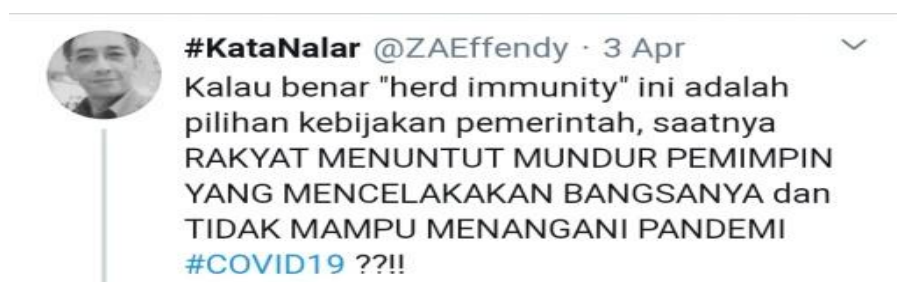 #KataNalar @ZAEffendy · 3 Apr
Kalau benar "herd immunity" ini adalah
pilihan kebijakan pemerintah, saatnya
RAKYAT MENUNTUT MUNDUR PEMIMPIN
YANG MENCELAKAKAN BANGSANYA dan
TIDAK MAMPU MENANGANI PANDEMI
#COVID19 ??!!